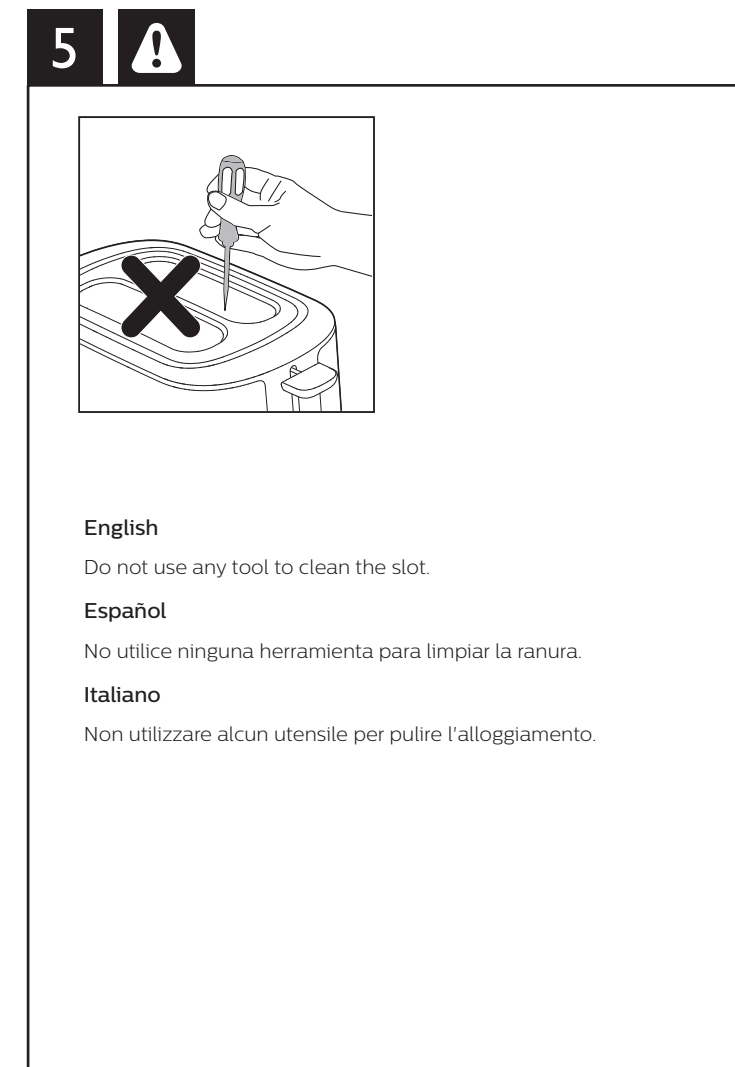 5
English
Do not use any tool to clean the slot.
Español
No utilice ninguna herramienta para limpiar la ranura.
Italiano
Non utilizzare alcun utensile per pulire l'alloggiamento.